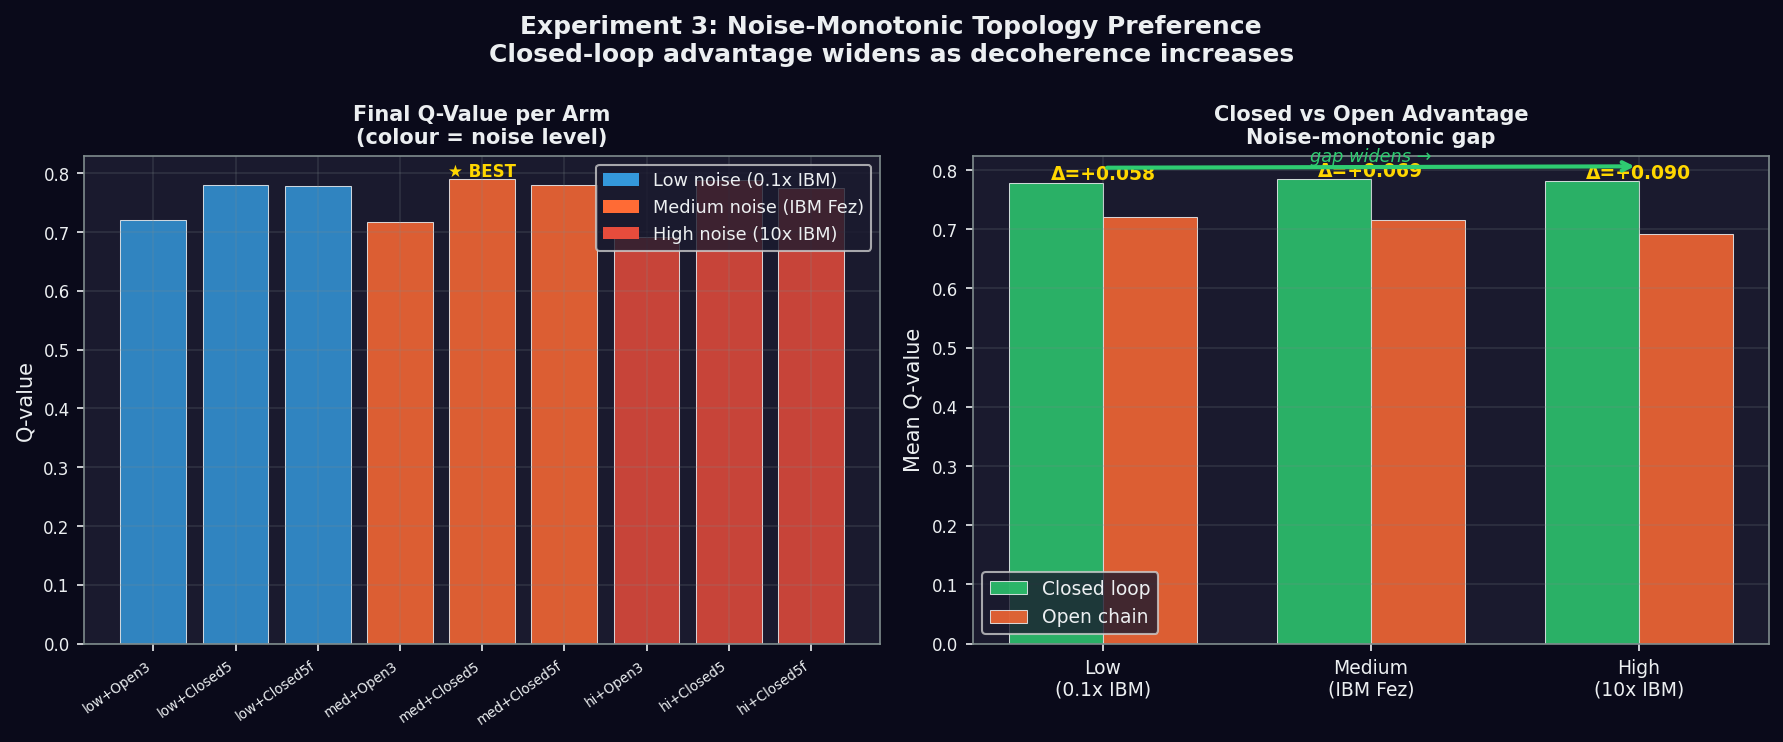 Experiment 3: Noise-Monotonic Topology Preference
Closed-loop advantage widens as decoherence increases
Final Q-Value per Arm
(colour = noise level)
Q-value
0.8
0.7
0.6
0.5
0.4
0.3
0.2
0.1
0.0
★ BEST
Low noise (0.1x IBM)
Medium noise (IBM Fez)
High noise (10x IBM)
low+Open3
low+Closed5
low+Closed5f
med+Open3
med+Closed5
med+Closed5f
hi+Open3
hi+Closed5
hi+Closed5f
Closed vs Open Advantage
Noise-monotonic gap
Mean Q-value
0.8
0.7
0.6
0.5
0.4
0.3
0.2
0.1
0.0
gap widens →
Δ=+0.058
Δ=+0.069
Δ=+0.090
Closed loop
Open chain
Low
(0.1x IBM)
Medium
(IBM Fez)
High
(10x IBM)